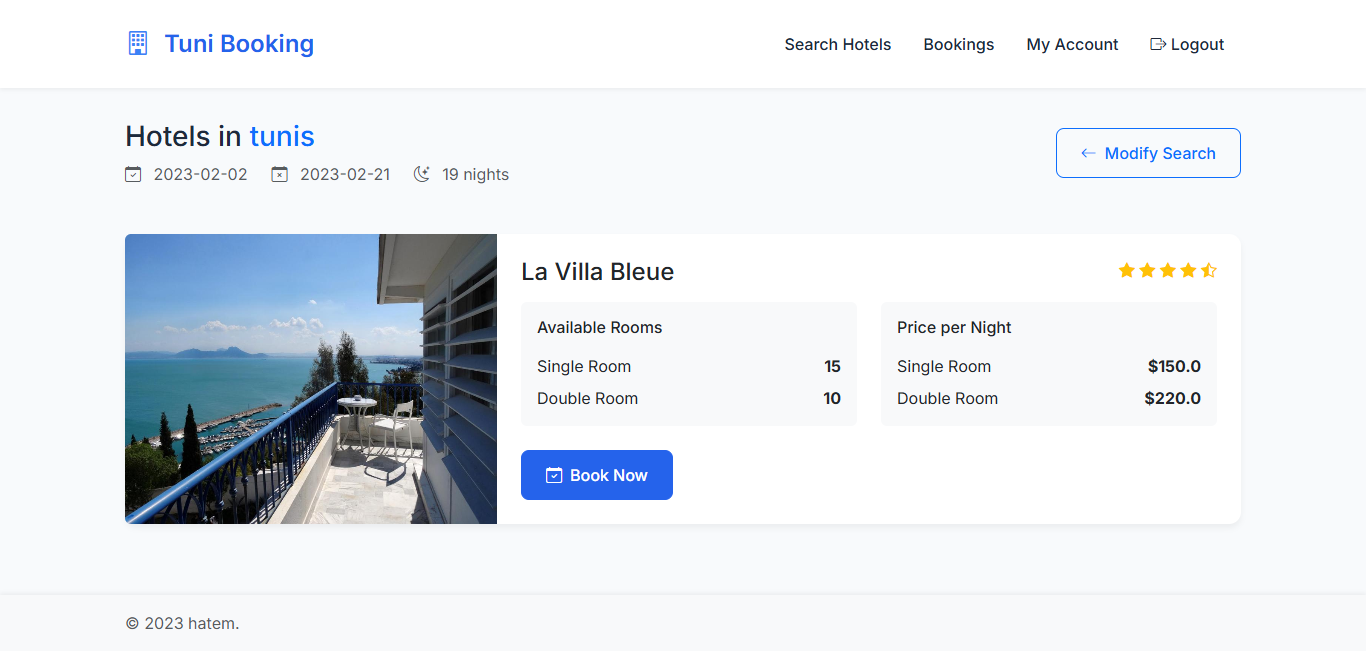 Tuni Booking
Search Hotels Bookings My Account Logout
Hotels in tunis
2023-02-02 2023-02-21 19 nights
Modify Search
La Villa Bleue
Available Rooms
Single Room 15
Double Room 10
Price per Night
Single Room $150.0
Double Room $220.0
Book Now
© 2023 hatem.